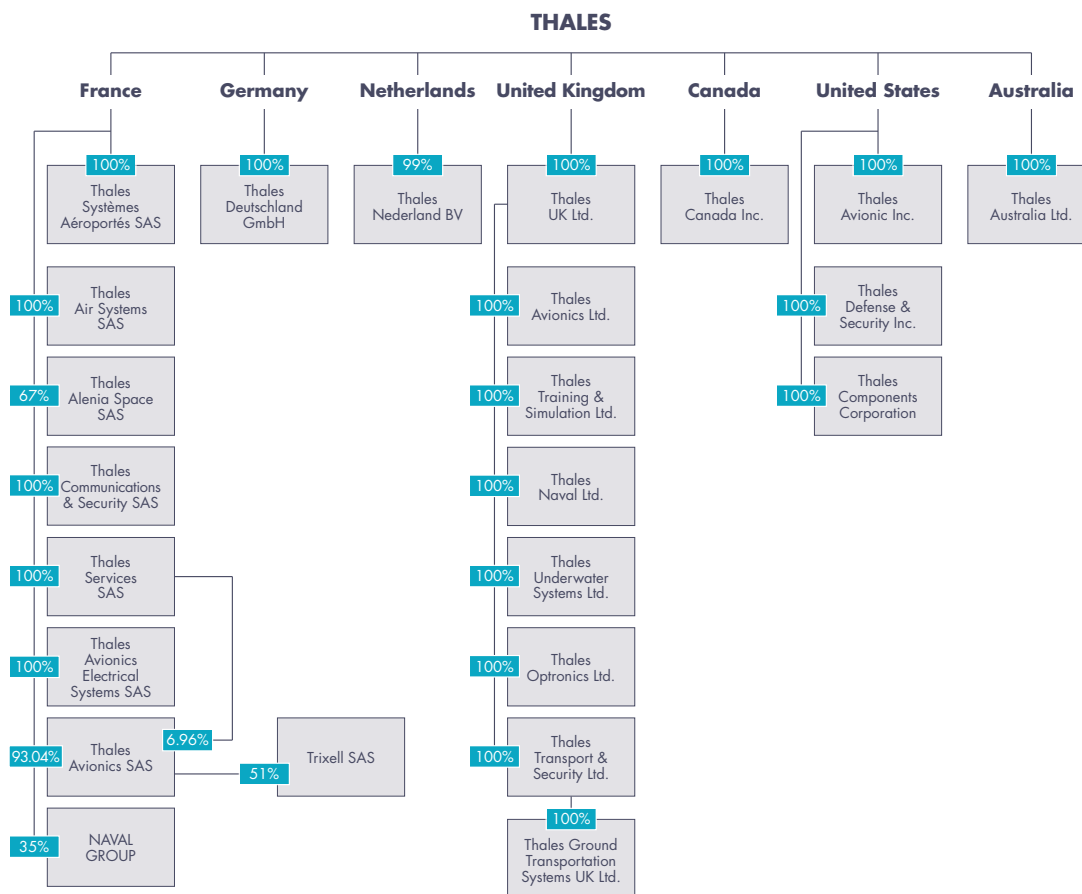 THALES
France
Germany
Netherlands
United Kingdom
Canada
United States
Australia
100%
Thales
Systèmes
Aéroportés SAS
100%
Thales
Deutschland
GmbH
99%
Thales
Nederland BV
100%
Thales
UK Ltd.
100%
Thales
Canada Inc.
100%
Thales
Avionic Inc.
100%
Thales
Australia Ltd.
100%
Thales
Air Systems
SAS
100%
Thales
Avionics Ltd.
100%
Thales
Defense &
Security Inc.
67%
Thales
Alenia Space
SAS
100%
Thales
Training &
Simulation Ltd.
100%
Thales
Components
Corporation
100%
Thales
Communications
& Security SAS
100%
Thales
Naval Ltd.
100%
Thales
Services
SAS
100%
Thales
Underwater
Systems Ltd.
100%
Thales
Avionics
Electrical
Systems SAS
100%
Thales
Optronics Ltd.
93.04%
Thales
Avionics SAS
6.96%
51%
Trixell SAS
100%
Thales
Transport &
Security Ltd.
35%
NAVAL
GROUP
100%
Thales Ground
Transportation
Systems UK Ltd.